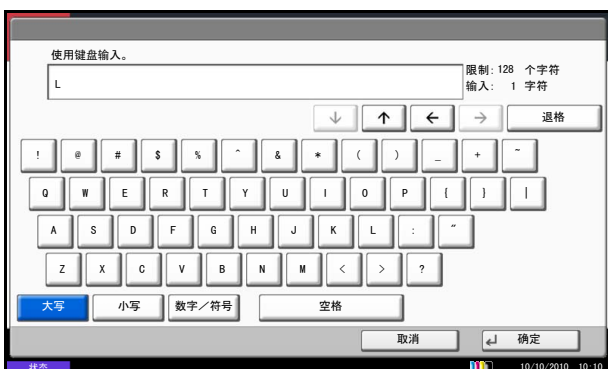 使用键盘输入。
限制: 128 个字符
L
输入: 1 字符
↓ ↑ ← → 退格
! @ # $ % ^ & * ( ) _ + ~
Q W E R T Y U I O P { } |
A S D F G H J K L : "
Z X C V B N M < > ?
大写 小写 数字／符号 空格
取消 确定
状态 10/10/2010 10:10